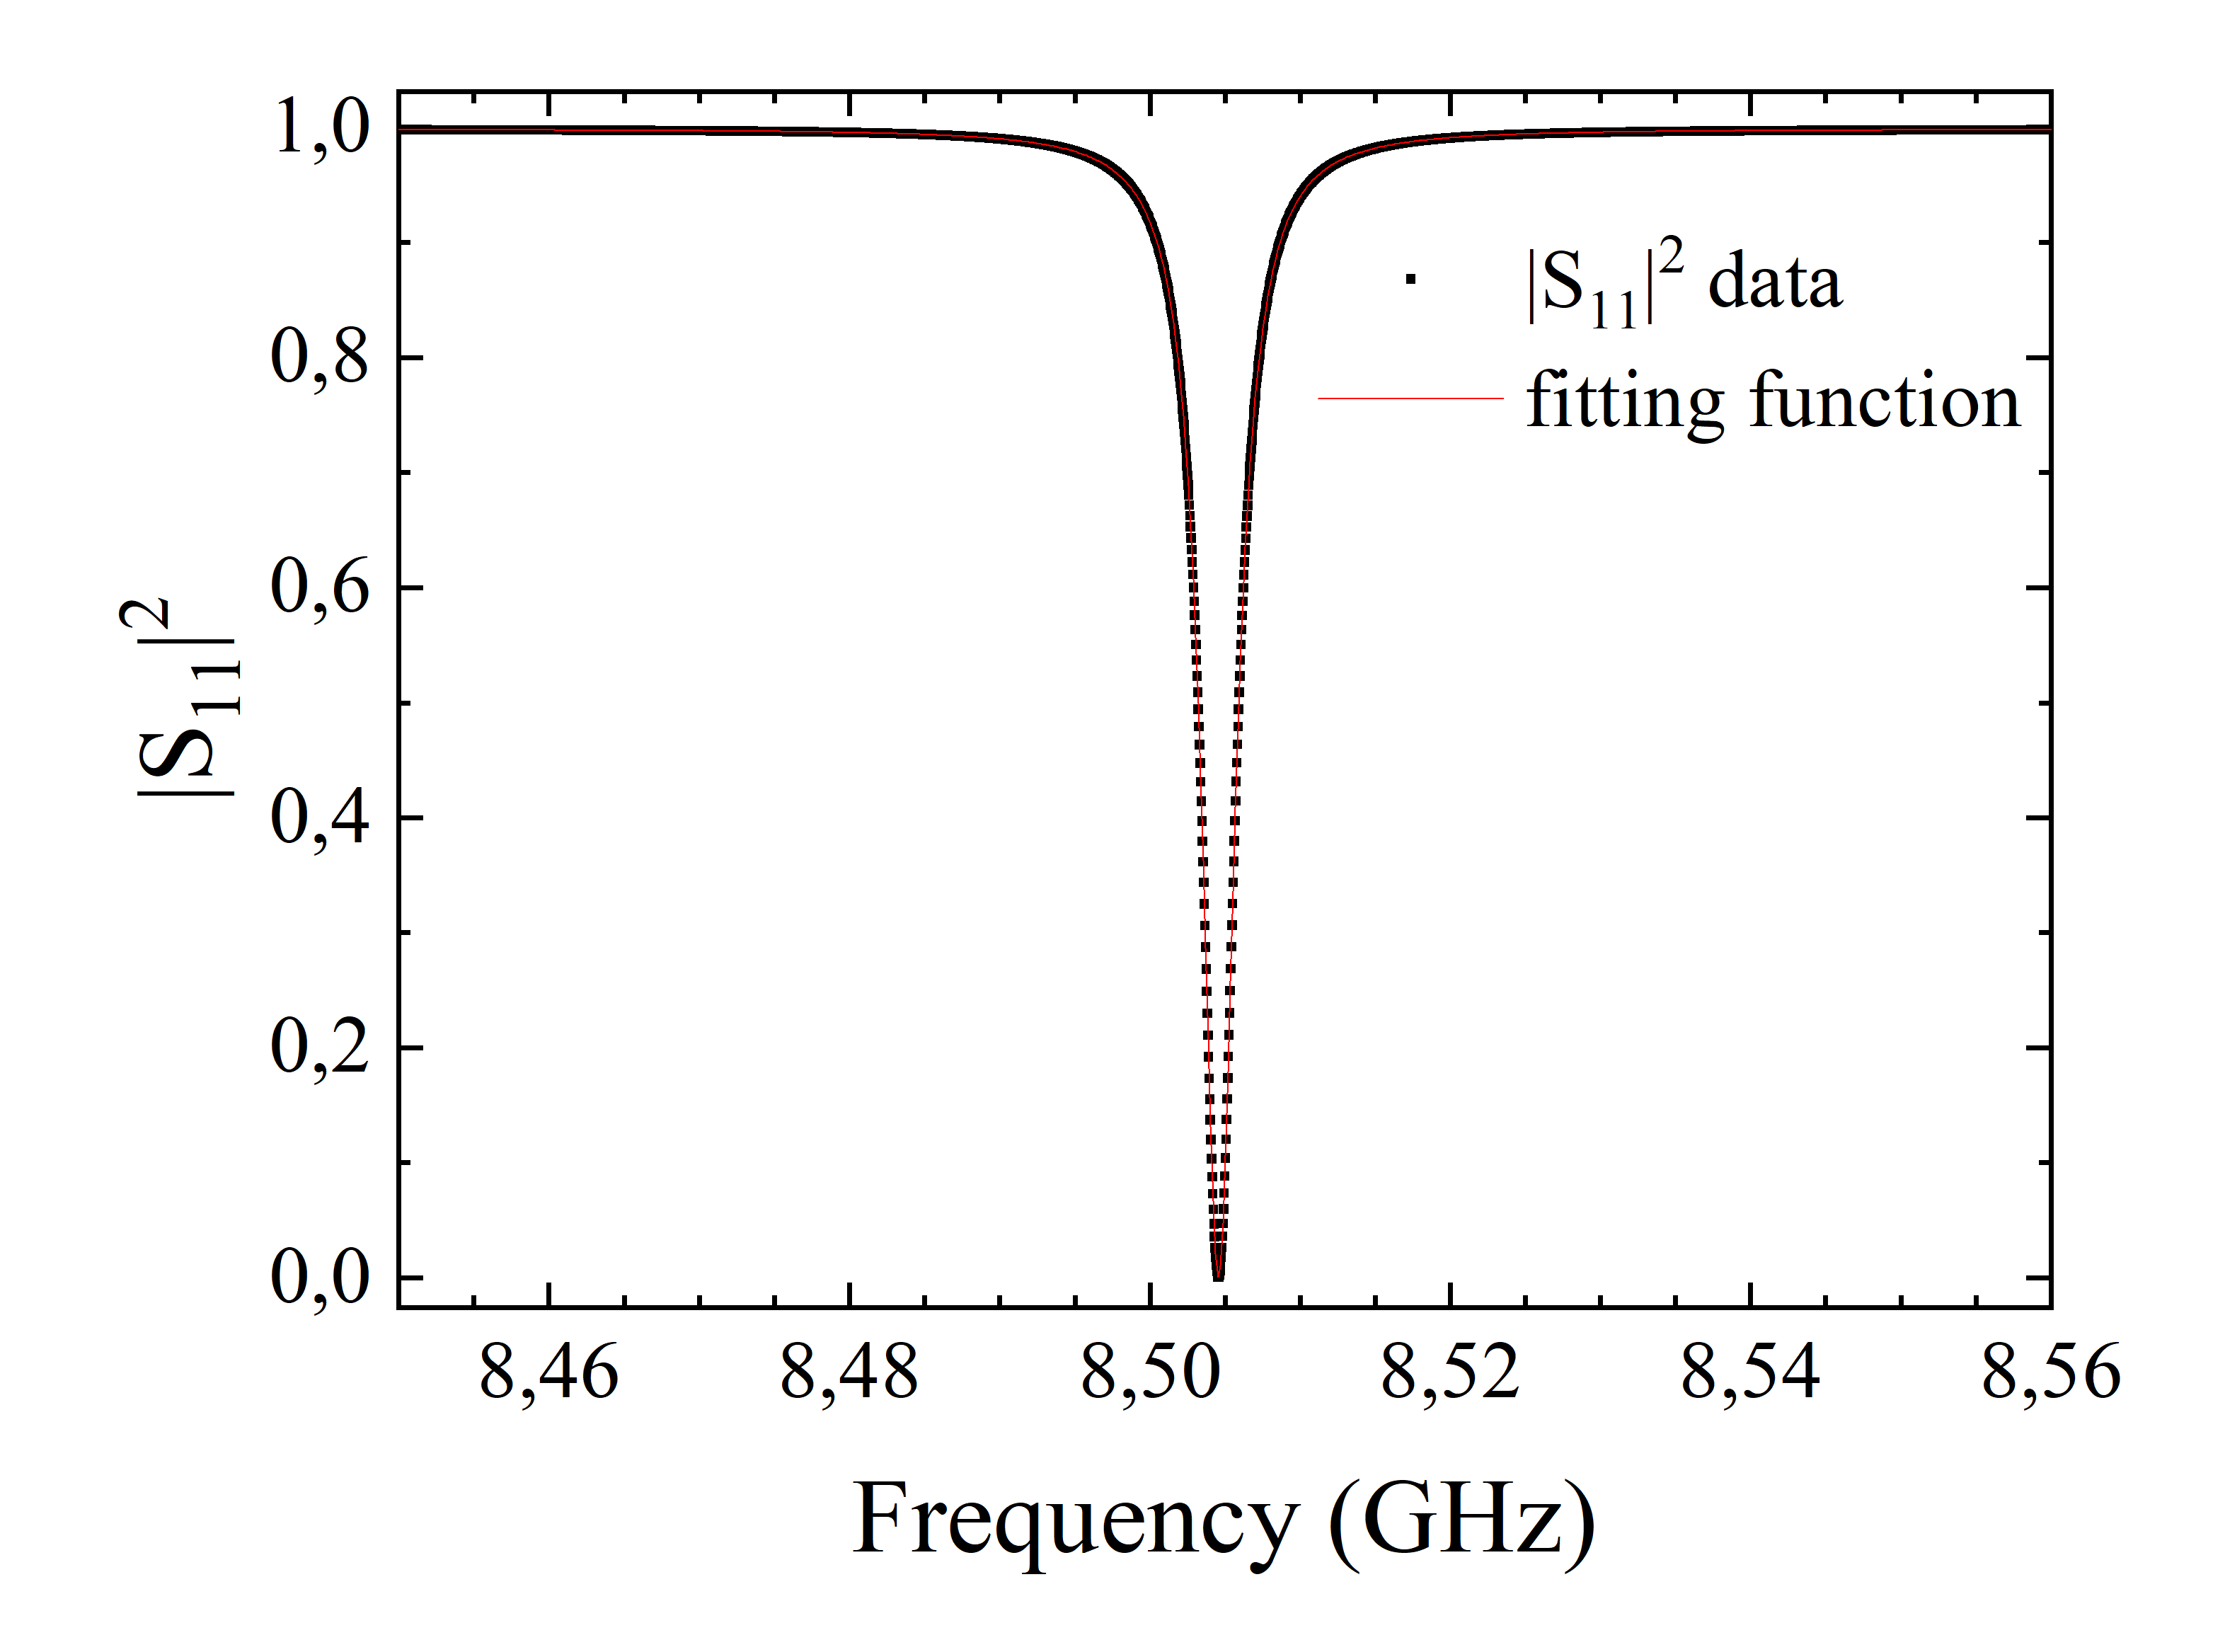 1,0
0,8
0,6
0,4
0,2
0,0
|S11|2
|S11|2 data
fitting function
8,46 8,48 8,50 8,52 8,54 8,56
Frequency (GHz)